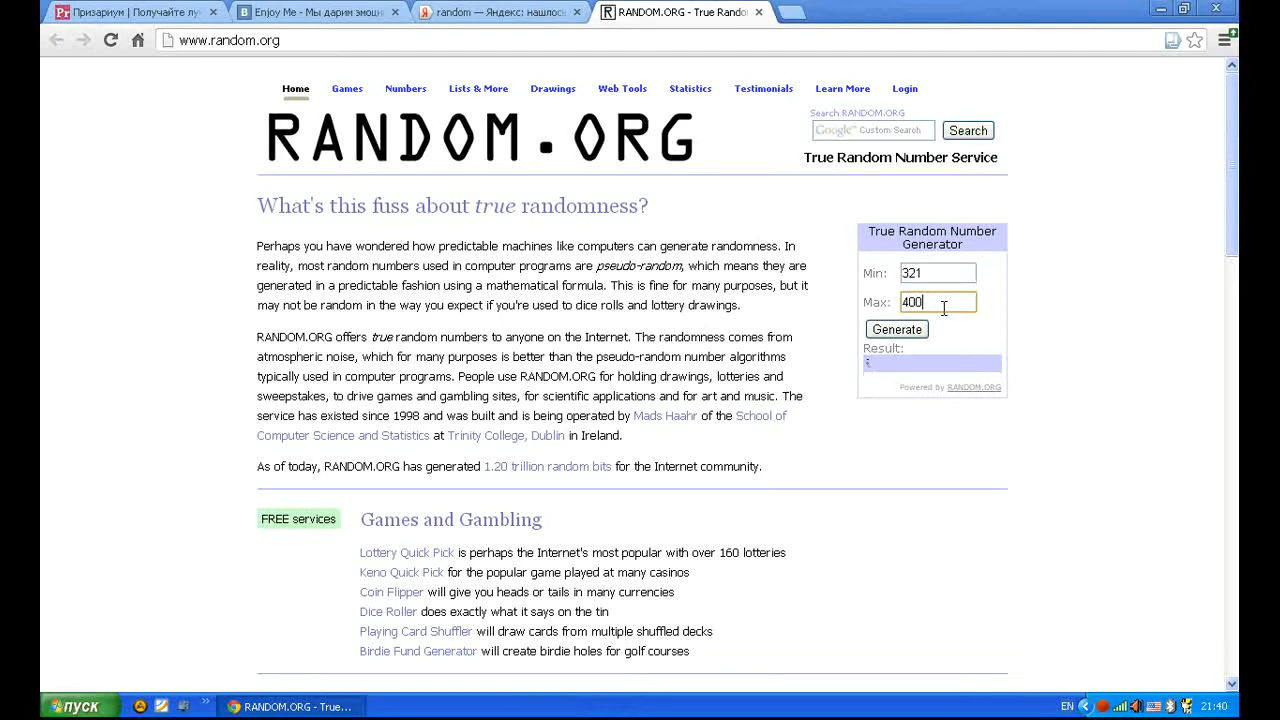 Призариум | Получайте лу
Enjoy Me - Мы дарим эмоц
random — Яндекс: нашлось
RANDOM.ORG - True Rando
www.random.org
Home Games Numbers Lists & More Drawings Web Tools Statistics Testimonials Learn More Login
RANDOM.ORG
Search RANDOM.ORG
Google™ Custom Search Search
True Random Number Service
What's this fuss about true randomness?
Perhaps you have wondered how predictable machines like computers can generate randomness. In
reality, most random numbers used in computer programs are pseudo-random, which means they are
generated in a predictable fashion using a mathematical formula. This is fine for many purposes, but it
may not be random in the way you expect if you're used to dice rolls and lottery drawings.
RANDOM.ORG offers true random numbers to anyone on the Internet. The randomness comes from
atmospheric noise, which for many purposes is better than the pseudo-random number algorithms
typically used in computer programs. People use RANDOM.ORG for holding drawings, lotteries and
sweepstakes, to drive games and gambling sites, for scientific applications and for art and music. The
service has existed since 1998 and was built and is being operated by Mads Haahr of the School of
Computer Science and Statistics at Trinity College, Dublin in Ireland.
As of today, RANDOM.ORG has generated 1.20 trillion random bits for the Internet community.
True Random Number
Generator
Min: 321
Max: 400
Generate
Result:
Powered by RANDOM.ORG
FREE services
Games and Gambling
Lottery Quick Pick is perhaps the Internet's most popular with over 160 lotteries
Keno Quick Pick for the popular game played at many casinos
Coin Flipper will give you heads or tails in many currencies
Dice Roller does exactly what it says on the tin
Playing Card Shuffler will draw cards from multiple shuffled decks
Birdie Fund Generator will create birdie holes for golf courses
пуск
RANDOM.ORG - True...
EN
21:40